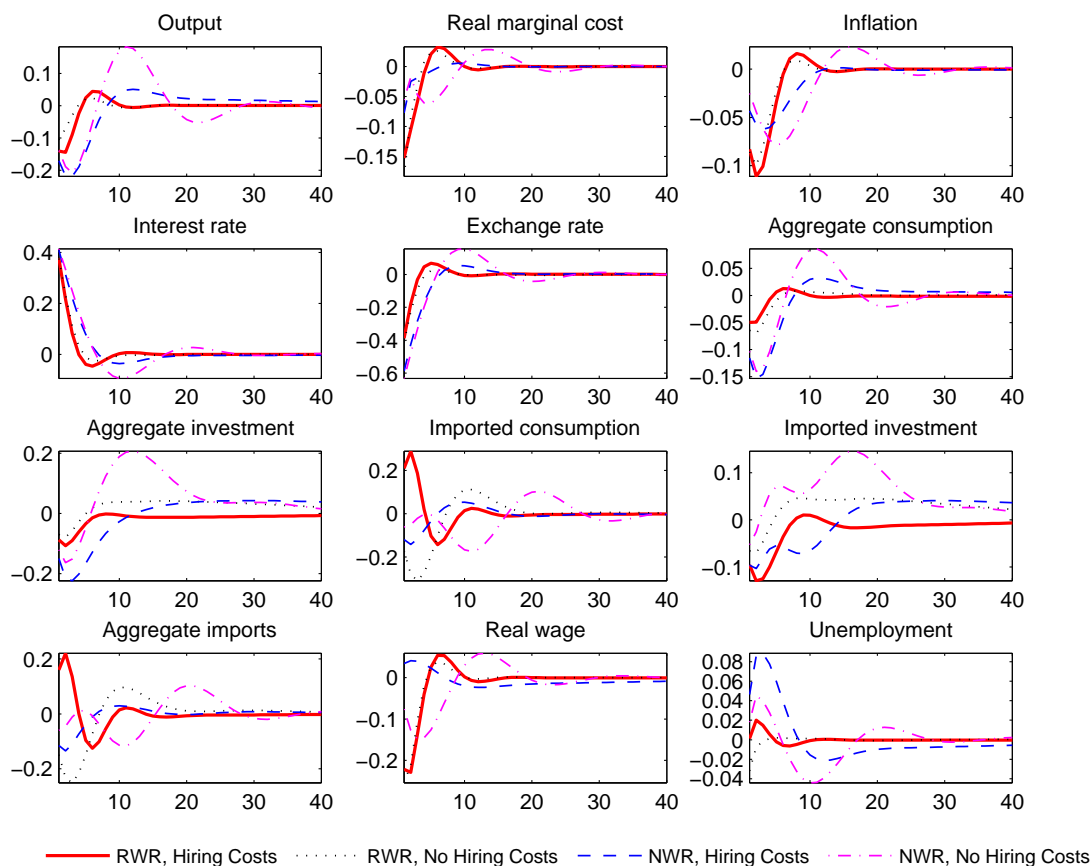 Output
Real marginal cost
Inflation
0.1
0
−0.1
−0.2
10 20 30 40
0
−0.05
−0.1
−0.15
10 20 30 40
0
−0.05
−0.1
10 20 30 40
Interest rate
Exchange rate
Aggregate consumption
0.4
0.2
0
10 20 30 40
0
−0.2
−0.4
−0.6
10 20 30 40
0.05
0
−0.05
−0.1
−0.15
10 20 30 40
Aggregate investment
Imported consumption
Imported investment
0.2
0
−0.2
10 20 30 40
0.2
0
−0.2
10 20 30 40
0.1
0
−0.1
10 20 30 40
Aggregate imports
Real wage
Unemployment
0.2
0
−0.2
10 20 30 40
0
−0.1
−0.2
10 20 30 40
0.08
0.06
0.04
0.02
0
−0.02
−0.04
10 20 30 40
RWR, Hiring Costs
RWR, No Hiring Costs
NWR, Hiring Costs
NWR, No Hiring Costs